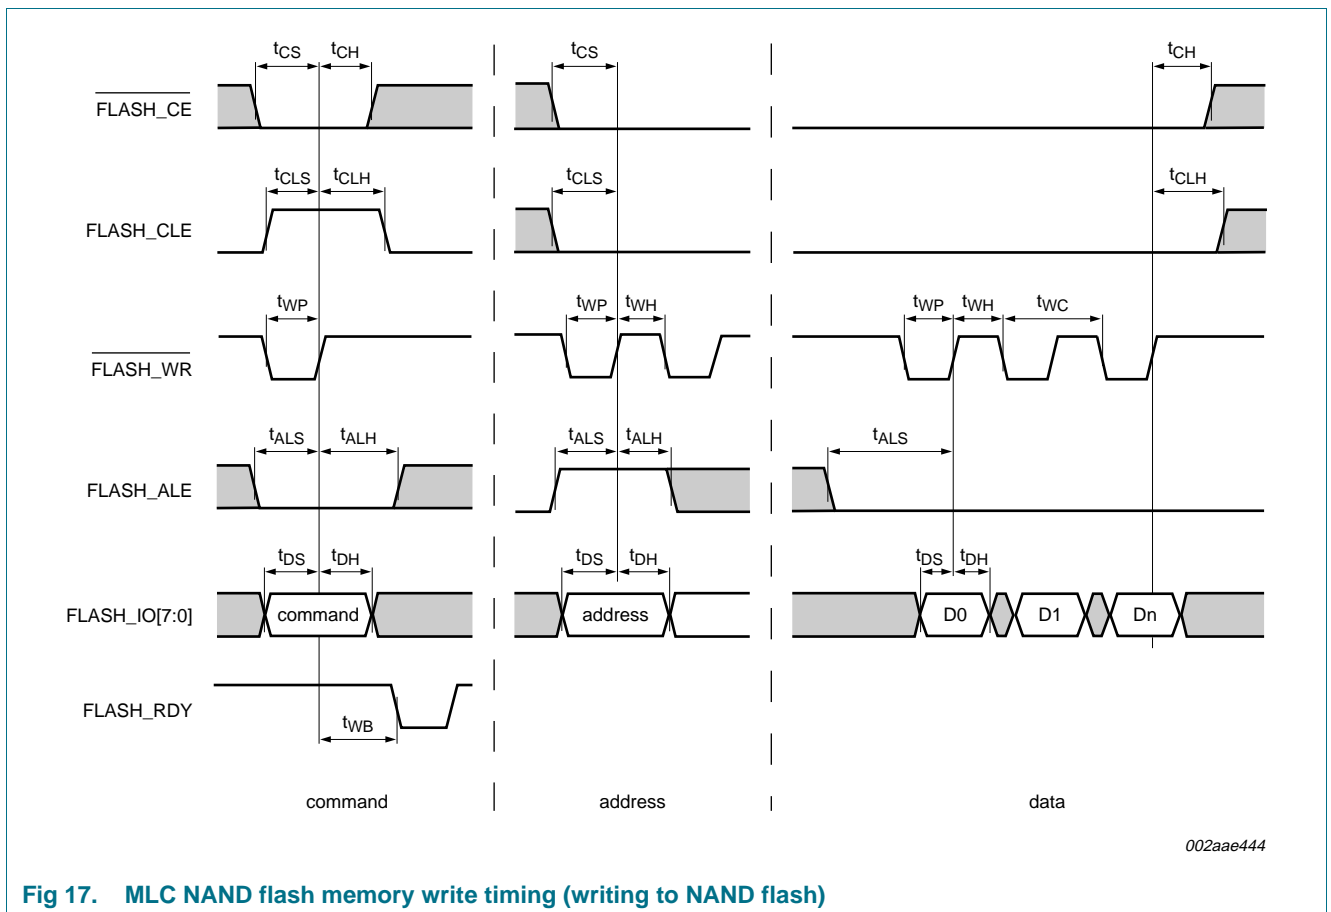 tCS tCH tCS tCH
FLASH_CE
tCLS tCLH tCLS tCLH
FLASH_CLE
tWP tWP tWH tWP tWH tWC
FLASH_WR
tALS tALH tALS tALH tALS
FLASH_ALE
tDS tDH tDS tDH tDS tDH
FLASH_IO[7:0] command address D0 D1 Dn
FLASH_RDY
tWB
command address data
002aae444
Fig 17. MLC NAND flash memory write timing (writing to NAND flash)